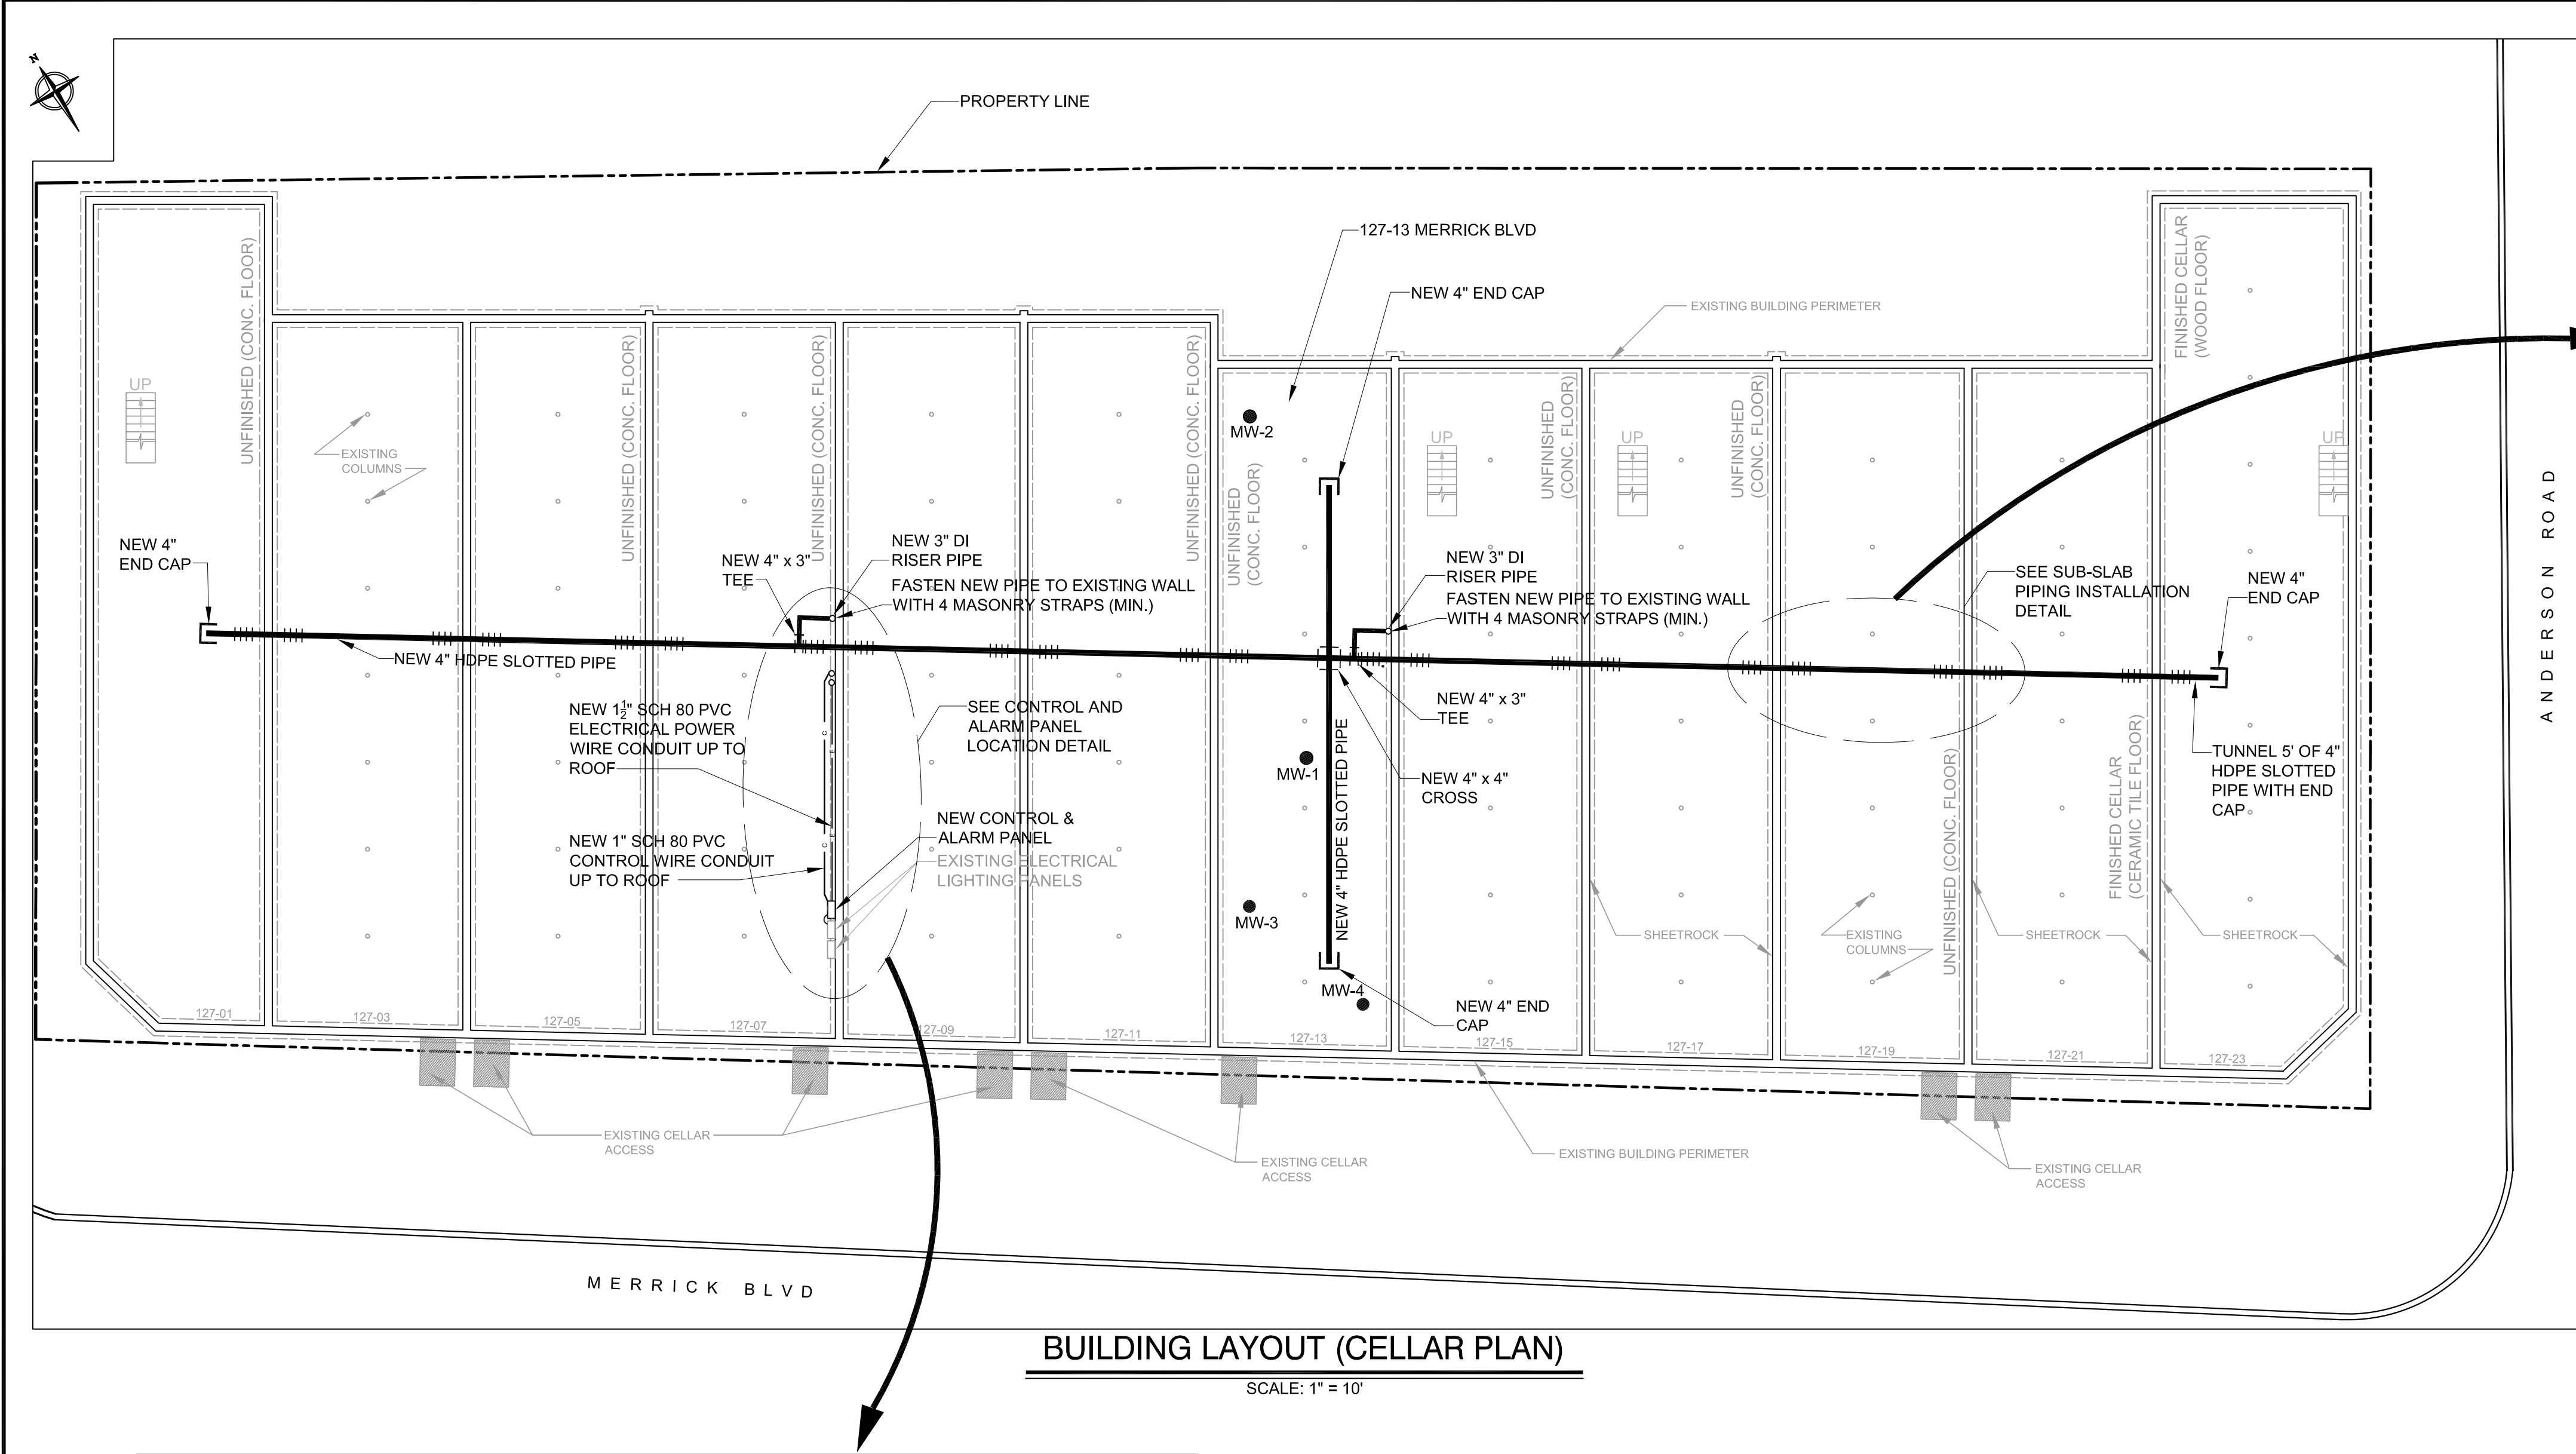 N
PROPERTY LINE
127-13 MERRICK BLVD
NEW 4" END CAP
EXISTING BUILDING PERIMETER
UNFINISHED (CONC. FLOOR)
UNFINISHED (CONC. FLOOR)
UNFINISHED (CONC. FLOOR)
UNFINISHED (CONC. FLOOR)
UNFINISHED
(CONC. FLOOR)
UNFINISHED
(CONC. FLOOR)
UNFINISHED
(CONC. FLOOR)
FINISHED CELLAR
(WOOD FLOOR)
UP
UP
UP
UP
EXISTING
COLUMNS
MW-2
NEW 4"
END CAP
NEW 4" x 3"
TEE
NEW 3" DI
RISER PIPE
FASTEN NEW PIPE TO EXISTING WALL
WITH 4 MASONRY STRAPS (MIN.)
NEW 3" DI
RISER PIPE
FASTEN NEW PIPE TO EXISTING WALL
WITH 4 MASONRY STRAPS (MIN.)
SEE SUB-SLAB
PIPING INSTALLATION
DETAIL
NEW 4"
END CAP
NEW 4" HDPE SLOTTED PIPE
NEW 1½" SCH 80 PVC
ELECTRICAL POWER
WIRE CONDUIT UP TO
ROOF
C
C
SEE CONTROL AND
ALARM PANEL
LOCATION DETAIL
NEW 4" x 3"
TEE
MW-1
NEW 4" x 4"
CROSS
NEW 4" HDPE SLOTTED PIPE
TUNNEL 5' OF 4"
HDPE SLOTTED
PIPE WITH END
CAP
NEW 1" SCH 80 PVC
CONTROL WIRE CONDUIT
UP TO ROOF
NEW CONTROL &
ALARM PANEL
EXISTING ELECTRICAL
LIGHTING PANELS
MW-3
MW-4
NEW 4" END
CAP
SHEETROCK
EXISTING
COLUMNS
UNFINISHED (CONC. FLOOR)
SHEETROCK
FINISHED CELLAR
(CERAMIC TILE FLOOR)
SHEETROCK
127-01
127-03
127-05
127-07
127-09
127-11
127-13
127-15
127-17
127-19
127-21
127-23
EXISTING CELLAR
ACCESS
EXISTING CELLAR
ACCESS
EXISTING BUILDING PERIMETER
EXISTING CELLAR
ACCESS
ANDERSON ROAD
MERRICK BLVD
BUILDING LAYOUT (CELLAR PLAN)
SCALE: 1" = 10'